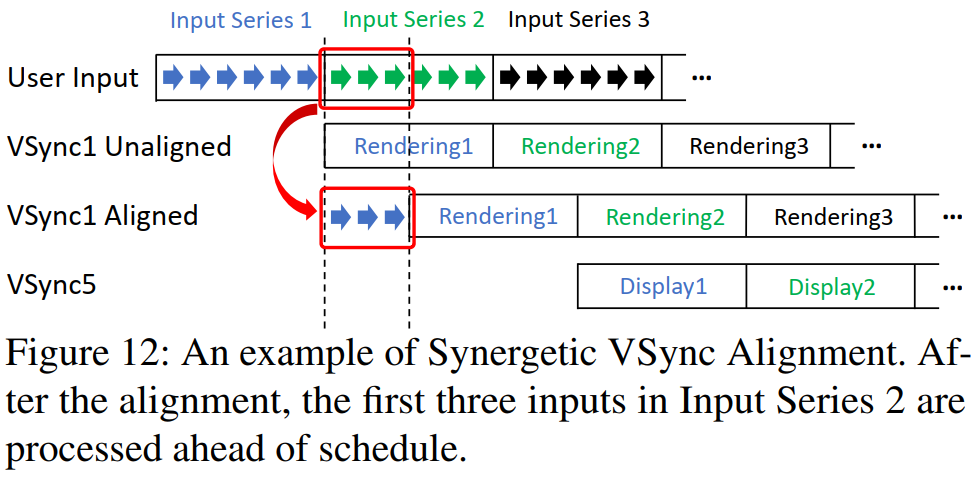 Input Series 1 Input Series 2 Input Series 3
User Input ...
VSync1 Unaligned Rendering1 Rendering2 Rendering3 ...
VSync1 Aligned Rendering1 Rendering2 Rendering3 ...
VSync5 Display1 Display2 ...
Figure 12: An example of Synergetic VSync Alignment. Af-
ter the alignment, the first three inputs in Input Series 2 are
processed ahead of schedule.